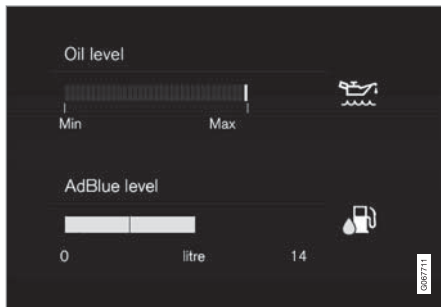 Oil level
Min Max
AdBlue level
0 litre 14
G067711